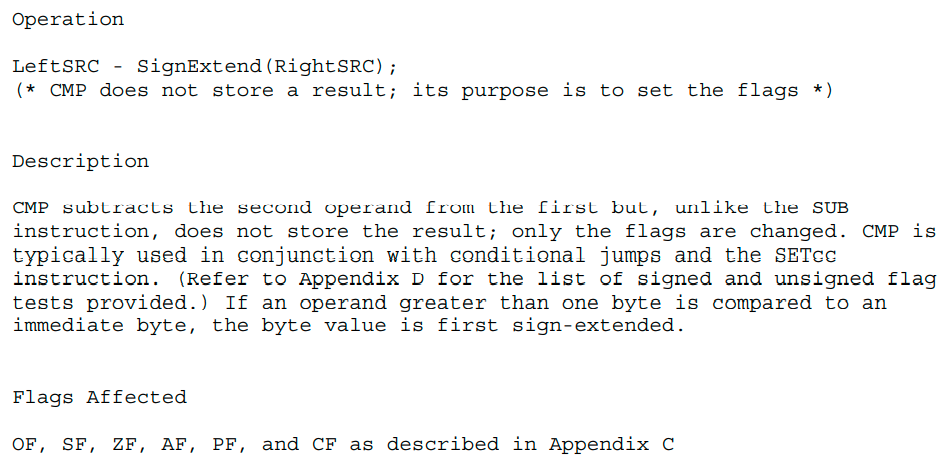 Operation
LeftSRC - SignExtend(RightSRC);
(* CMP does not store a result; its purpose is to set the flags *)
Description
CMP subtracts the second operand from the first but, unlike the SUB
instruction, does not store the result; only the flags are changed. CMP is
typically used in conjunction with conditional jumps and the SETcc
instruction. (Refer to Appendix D for the list of signed and unsigned flag
tests provided.) If an operand greater than one byte is compared to an
immediate byte, the byte value is first sign-extended.
Flags Affected
OF, SF, ZF, AF, PF, and CF as described in Appendix C